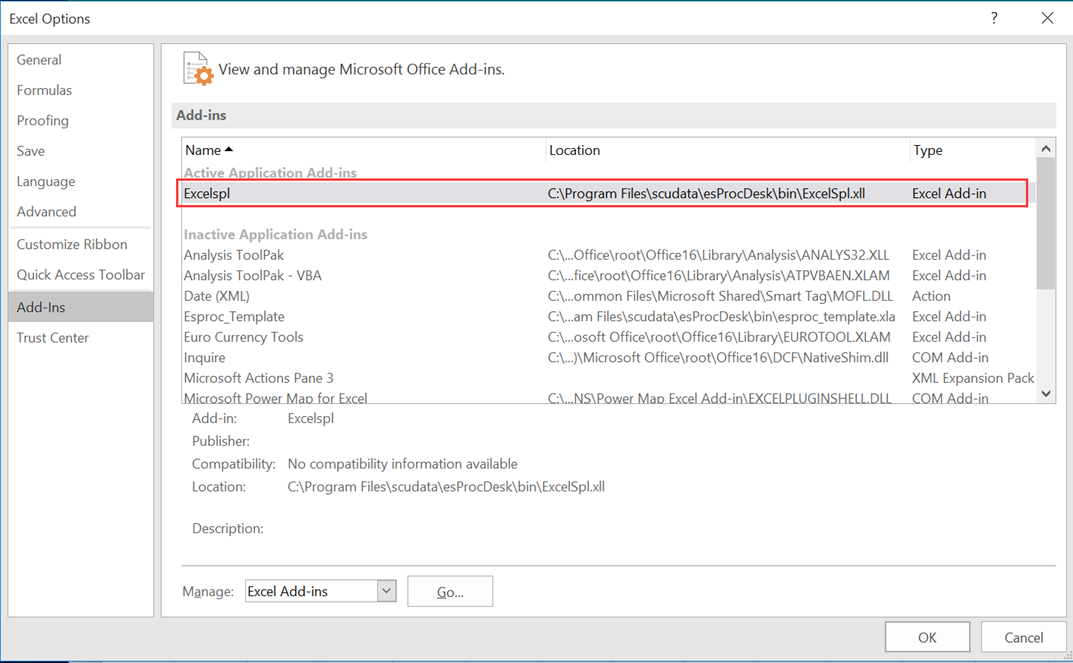 Excel Options
?
General
Formulas
Proofing
Save
Language
Advanced
Customize Ribbon
Quick Access Toolbar
Add-Ins
Trust Center
View and manage Microsoft Office Add-ins.
Add-ins
Name Location Type
Active Application Add-ins
Excelspl C:\Program Files\scudata\esProcDesk\bin\ExcelSpl.xll Excel Add-in
Inactive Application Add-ins
Analysis ToolPak C:\...Office\root\Office16\Library\Analysis\ANALYS32.XLL Excel Add-in
Analysis ToolPak - VBA C:\...fice\root\Office16\Library\Analysis\ATPVBAEN.XLAM Excel Add-in
Date (XML) C:\...ommon Files\Microsoft Shared\Smart Tag\MOFL.DLL Action
Esproc_Template C:\...am Files\scudata\esProcDesk\bin\esproc_template.xla Excel Add-in
Euro Currency Tools C:\...osoft Office\root\Office16\Library\EUROTOOL.XLAM Excel Add-in
Inquire C:\...)\Microsoft Office\root\Office16\DCF\NativeShim.dll COM Add-in
Microsoft Actions Pane 3 XML Expansion Pack
Microsoft Power Map for Excel C:\...NS\Power Map Excel Add-in\EXCELPLUGINSHELL.DLL COM Add-in
Add-in: Excelspl
Publisher:
Compatibility: No compatibility information available
Location: C:\Program Files\scudata\esProcDesk\bin\ExcelSpl.xll
Description:
Manage: Excel Add-ins Go...
OK Cancel